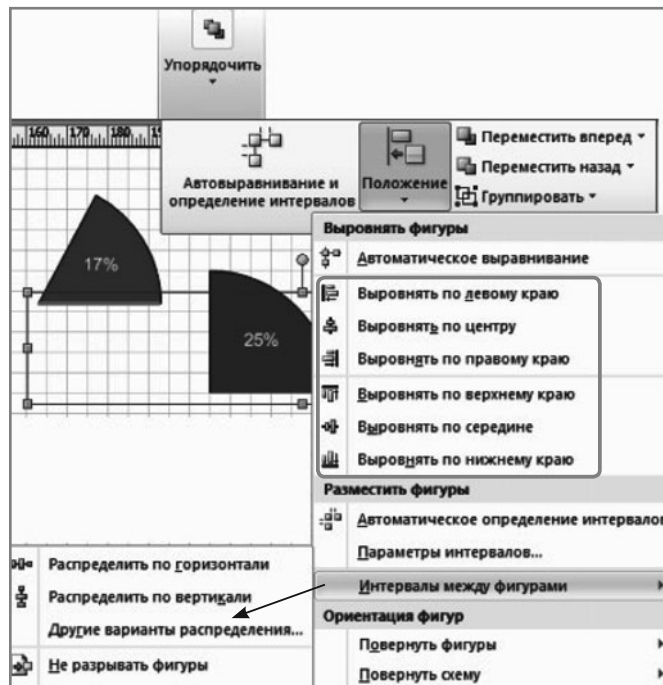 Упорядочить
160 170 180
Автовыравнивание и
определение интервалов
Положение
Переместить вперед
Переместить назад
Группировать
17%
25%
Выровнять фигуры
Автоматическое выравнивание
Выровнять по левому краю
Выровнять по центру
Выровнять по правому краю
Выровнять по верхнему краю
Выровнять по середине
Выровнять по нижнему краю
Разместить фигуры
Автоматическое определение интервалов
Параметры интервалов...
Интервалы между фигурами
Распределить по горизонтали
Распределить по вертикали
Другие варианты распределения...
Не разрывать фигуры
Ориентация фигур
Повернуть фигуры
Повернуть схему